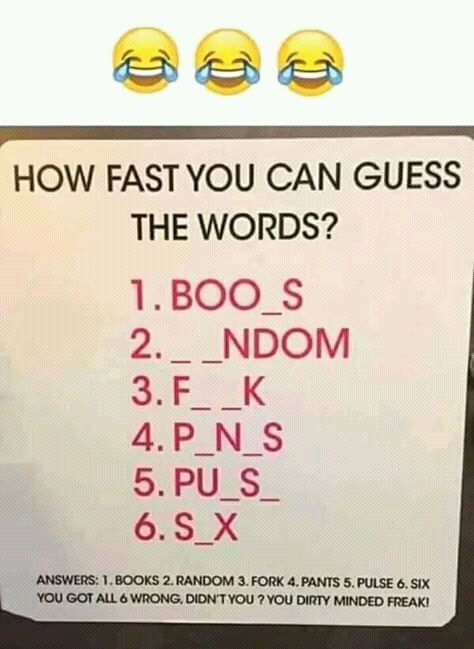 HOW FAST YOU CAN GUESS
THE WORDS?
1. BOO_S
2. _ _NDOM
3. F_ _K
4. P_N_S
5. PU_S_
6. S_X
ANSWERS: 1. BOOKS 2. RANDOM 3. FORK 4. PANTS 5. PULSE 6. SIX
YOU GOT ALL 6 WRONG, DIDN'T YOU ? YOU DIRTY MINDED FREAK!